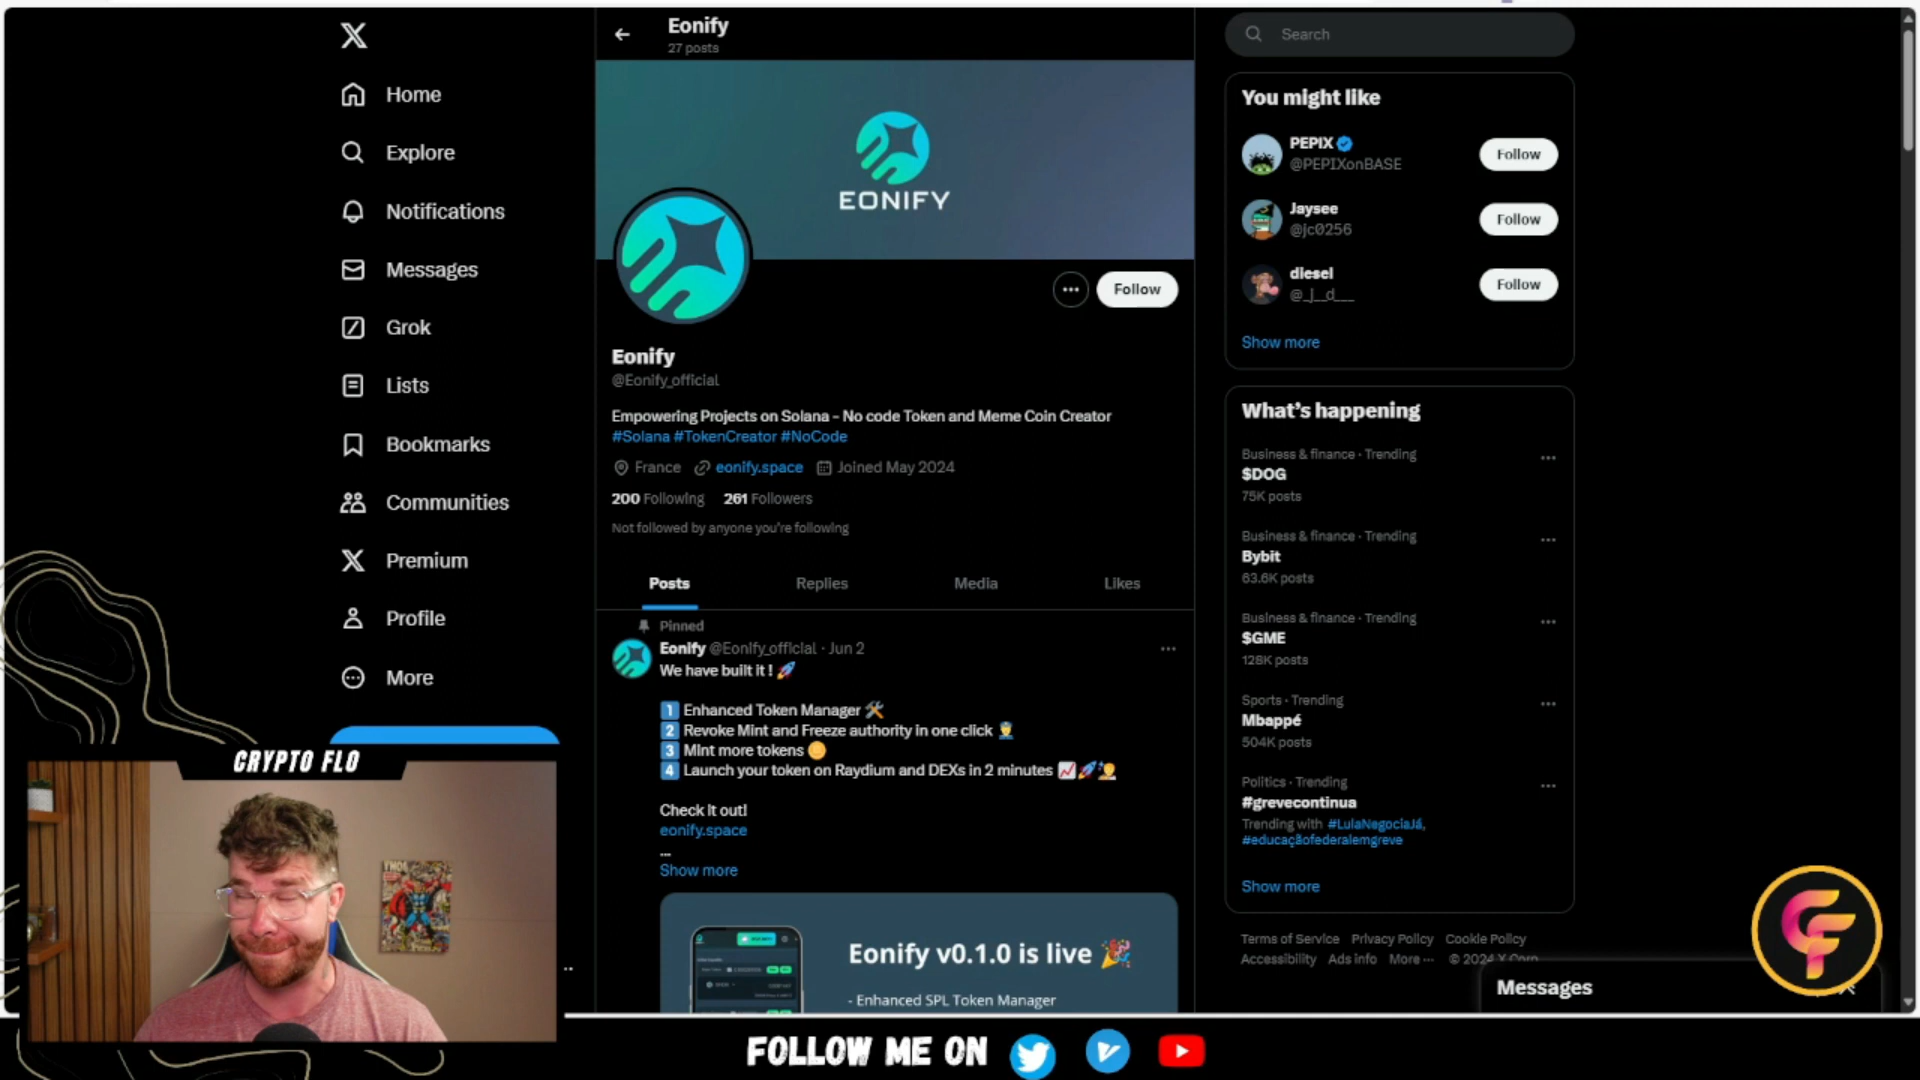 Home
Explore
Notifications
Messages
Grok
Lists
Bookmarks
Communities
Premium
Profile
More
Eonify
27 posts
EONIFY
Follow
Eonify
@Eonify_official
Empowering Projects on Solana - No code Token and Meme Coin Creator
#Solana #TokenCreator #NoCode
France eonify.space Joined May 2024
200 Following 261 Followers
Not followed by anyone you're following
Posts Replies Media Likes
Pinned
Eonify @Eonify_official · Jun 2
We have built it ! 🚀
1 Enhanced Token Manager 🛠
2 Revoke Mint and Freeze authority in one click
3 Mint more tokens
4 Launch your token on Raydium and DEXs in 2 minutes
Check it out!
eonify.space
...
Show more
Eonify v0.1.0 is live 🎉
- Enhanced SPL Token Manager
Search
You might like
PEPIX
@PEPIXonBASE
Follow
Jaysee
@jc0256
Follow
diesel
@_j__d___
Follow
Show more
What's happening
Business & finance · Trending
$DOG
75K posts
Business & finance · Trending
Bybit
63.6K posts
Business & finance · Trending
$GME
128K posts
Sports · Trending
Mbappé
504K posts
Politics · Trending
#grevecontinua
Trending with #LulaNegociaJá,
#educaçãofederalemgreve
Show more
Terms of Service Privacy Policy Cookie Policy
Accessibility Ads info More ... © 2024 X Corp.
Messages
CRYPTO FLO
FOLLOW ME ON